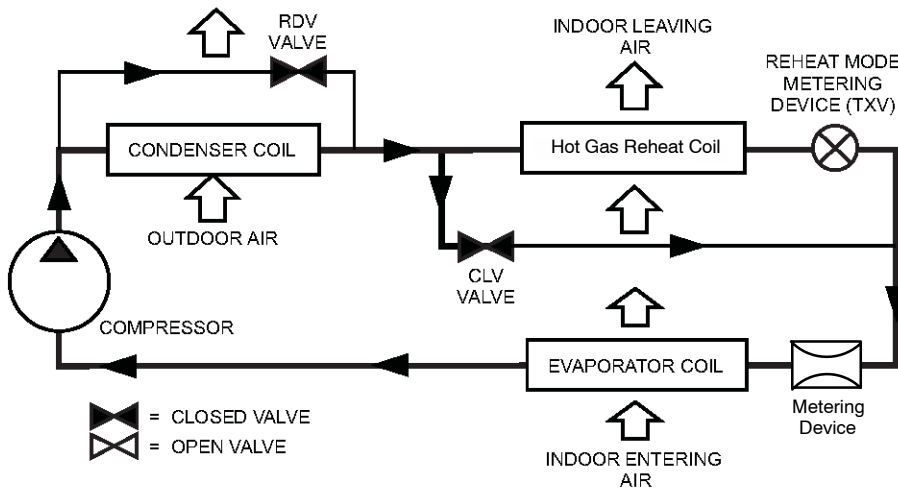 RDV
VALVE
INDOOR LEAVING
AIR
REHEAT MODE
METERING
DEVICE (TXV)
CONDENSER COIL
Hot Gas Reheat Coil
OUTDOOR AIR
CLV
VALVE
COMPRESSOR
EVAPORATOR COIL
Metering
Device
= CLOSED VALVE
= OPEN VALVE
INDOOR ENTERING
AIR